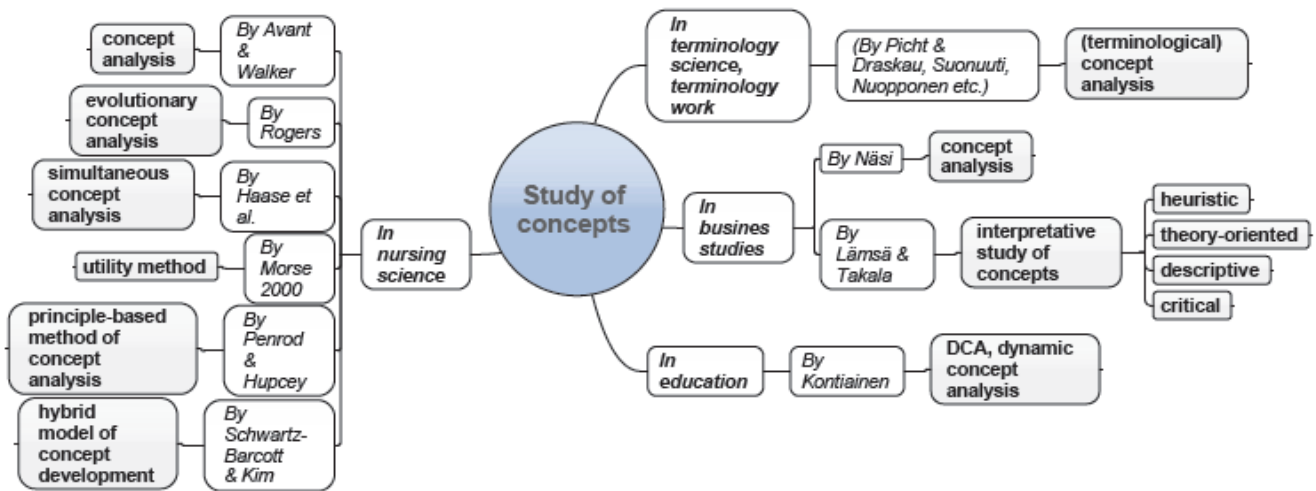 Study of
concepts
In
terminology
science,
terminology
work
(By Picht &
Draskau, Suonuuti,
Nuopponen etc.)
(terminological)
concept
analysis
In
busines
studies
By Näsi
concept
analysis
By
Lämsä &
Takala
interpretative
study of
concepts
heuristic
theory-oriented
descriptive
critical
In
education
By
Kontiainen
DCA, dynamic
concept
analysis
In
nursing
science
By Avant
&
Walker
concept
analysis
By
Rogers
evolutionary
concept
analysis
By
Haase et
al.
simultaneous
concept
analysis
By
Morse
2000
utility method
By
Penrod
&
Hupcey
principle-based
method of
concept
analysis
By
Schwartz-
Barcott
& Kim
hybrid
model of
concept
development